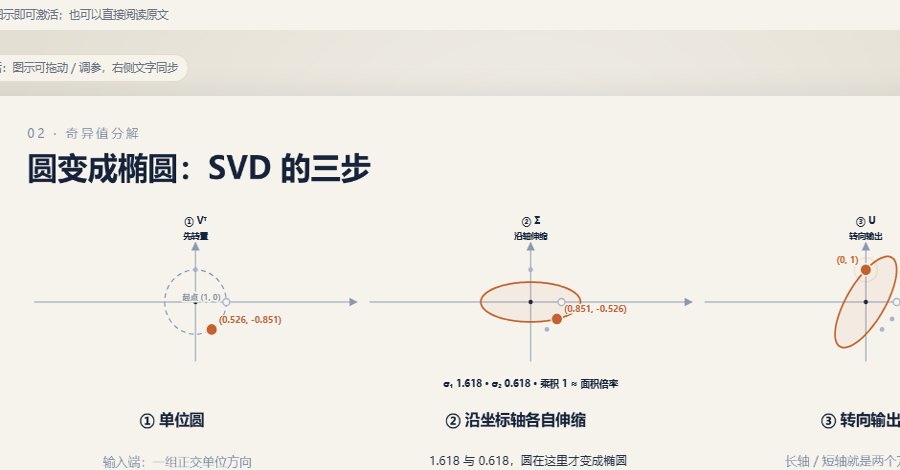 图示即可激活；也可以直接阅读原文
图示可拖动 / 调参，右侧文字同步
02 · 奇异值分解
圆变成椭圆：SVD 的三步
① Vᵀ
先转置
② Σ
沿轴伸缩
③ U
转向输出
起点 (1, 0)
(0.526, -0.851)
(0.851, -0.526)
(0, 1)
σ₁ 1.618 · σ₂ 0.618 · 乘积 1 ≈ 面积倍率
① 单位圆
② 沿坐标轴各自伸缩
③ 转向输出
输入端：一组正交单位方向
1.618 与 0.618，圆在这里才变成椭圆
长轴 / 短轴就是两个